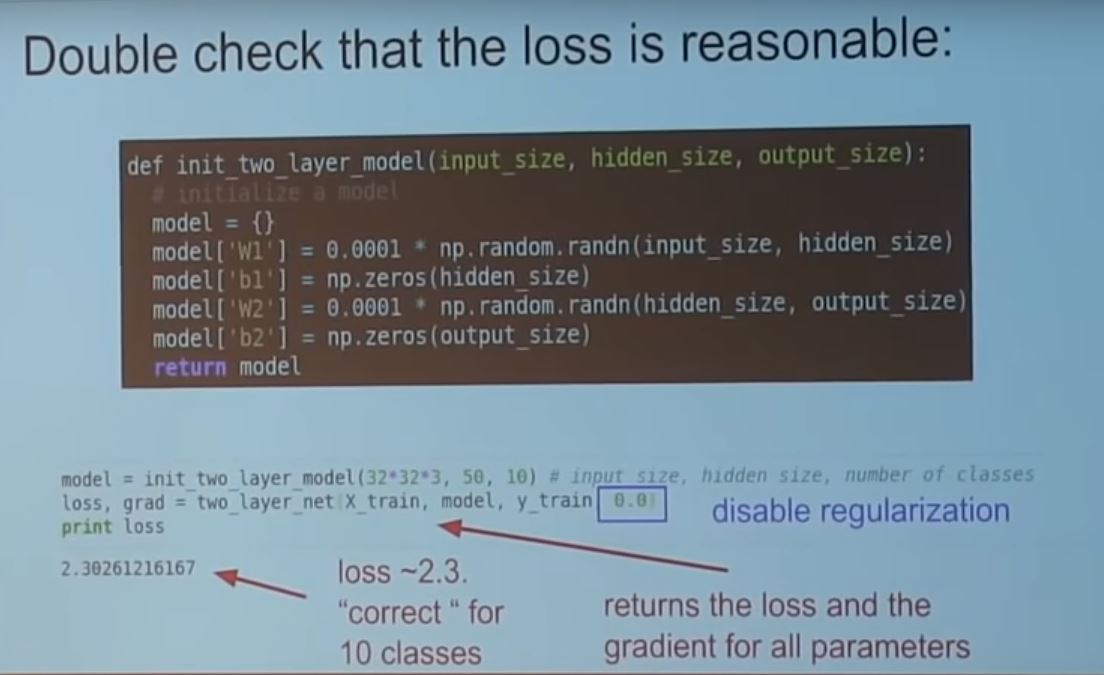 Double check that the loss is reasonable:
def init_two_layer_model(input_size, hidden_size, output_size):
# initialize a model
model = {}
model['W1'] = 0.0001 * np.random.randn(input_size, hidden_size)
model['b1'] = np.zeros(hidden_size)
model['W2'] = 0.0001 * np.random.randn(hidden_size, output_size)
model['b2'] = np.zeros(output_size)
return model
model = init_two_layer_model(32*32*3, 50, 10) # input size, hidden size, number of classes
loss, grad = two_layer_net(X_train, model, y_train 0.0)
disable regularization
print loss
2.30261216167
loss ~2.3.
“correct “ for
10 classes
returns the loss and the
gradient for all parameters